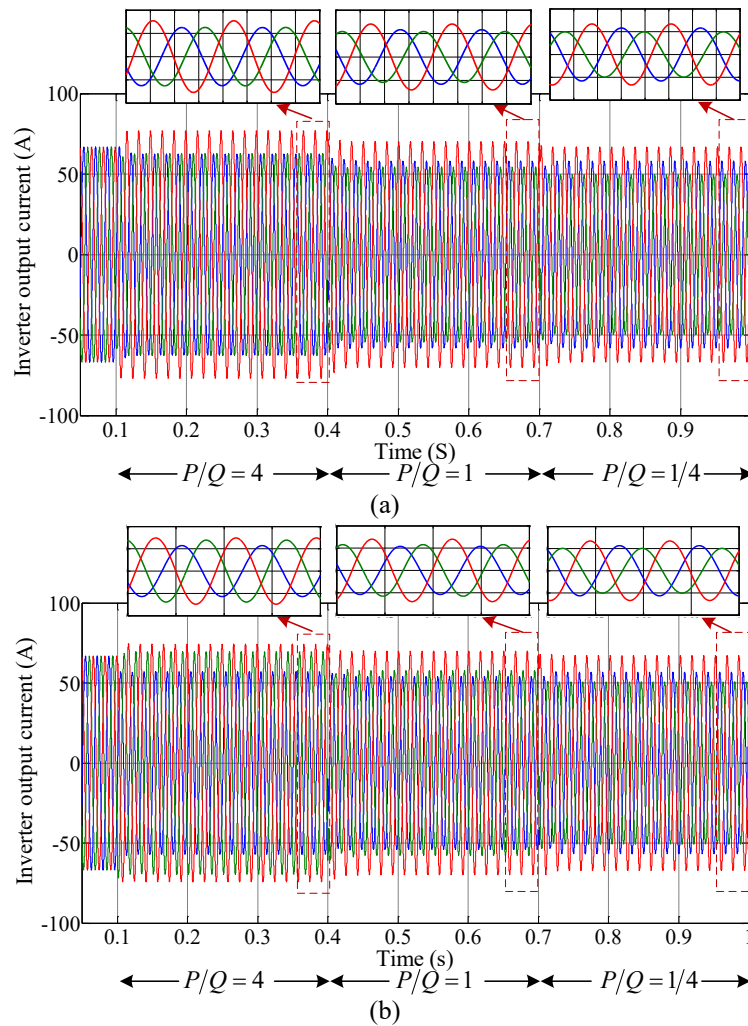 100
50
0
-50
-100
Inverter output current (A)
0.1 0.2 0.3 0.4 0.5 0.6 0.7 0.8 0.9
Time (S)
P/Q = 4 P/Q = 1 P/Q = 1/4
(a)
100
50
0
-50
-100
Inverter output current (A)
0.1 0.2 0.3 0.4 0.5 0.6 0.7 0.8 0.9 1
Time (s)
P/Q = 4 P/Q = 1 P/Q = 1/4
(b)